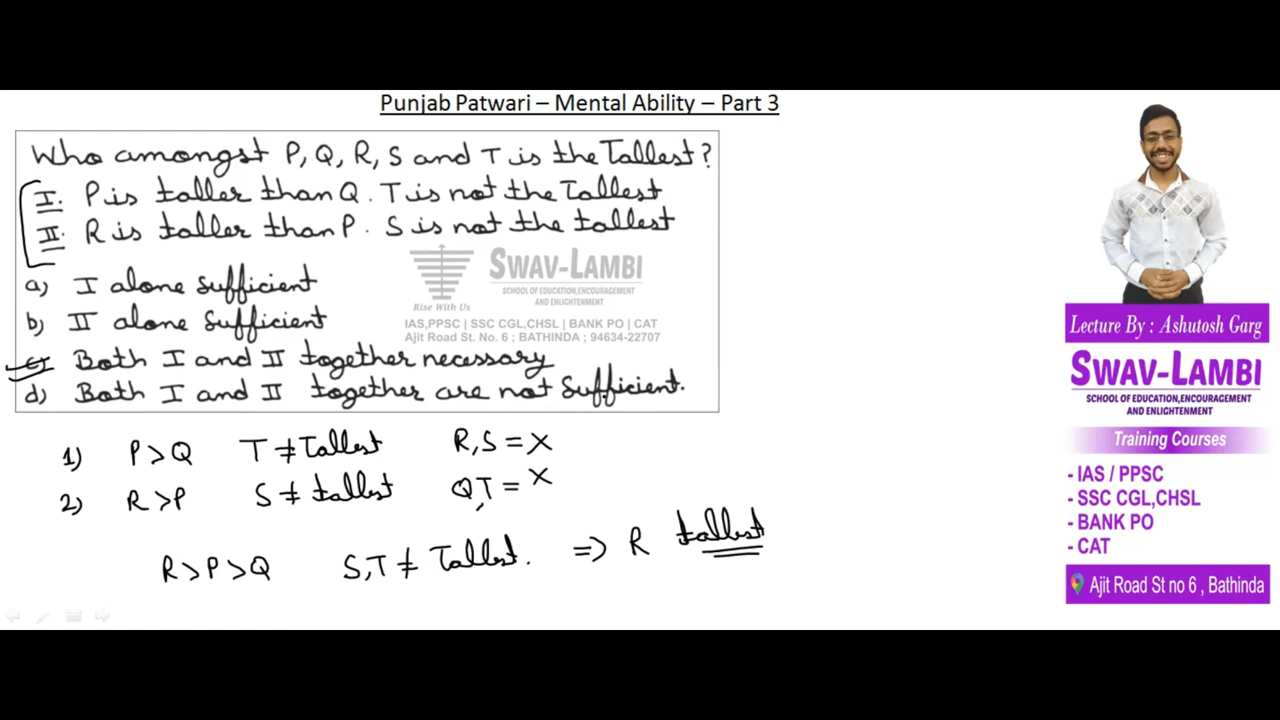 Punjab Patwari – Mental Ability – Part 3
Who amongst P, Q, R, S and T is the Tallest?
I. P is taller than Q. T is not the Tallest
II. R is taller than P. S is not the tallest
a) I alone sufficient
b) II alone sufficient
c) Both I and II together necessary
d) Both I and II together are not sufficient.
SWAV-LAMBI
SCHOOL OF EDUCATION,ENCOURAGEMENT
AND ENLIGHTENMENT
Rise With Us
IAS,PPSC | SSC CGL,CHSL | BANK PO | CAT
Ajit Road St. No. 6 ; BATHINDA ; 94634-22707
1) P>Q T ≠ Tallest R, S = x
2) R>P S ≠ tallest Q, T = x
R>P>Q S,T ≠ Tallest. => R tallest
Lecture By : Ashutosh Garg
SWAV-LAMBI
SCHOOL OF EDUCATION,ENCOURAGEMENT
AND ENLIGHTENMENT
Training Courses
- IAS / PPSC
- SSC CGL,CHSL
- BANK PO
- CAT
Ajit Road St no 6 , Bathinda